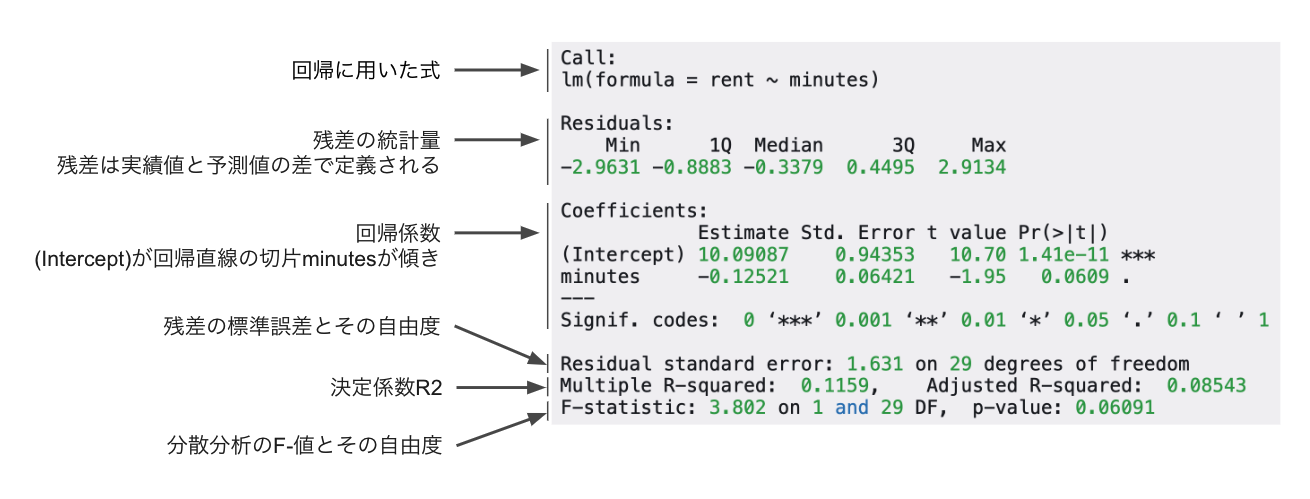 回帰に用いた式
Call:
lm(formula = rent ~ minutes)
残差の統計量
残差は実績値と予測値の差で定義される
Residuals:
    Min      1Q  Median      3Q     Max
-2.9631 -0.8883 -0.3379  0.4495  2.9134
回帰係数
(Intercept)が回帰直線の切片minutesが傾き
Coefficients:
            Estimate Std. Error t value Pr(>|t|)
(Intercept) 10.09087    0.94353   10.70 1.41e-11 ***
minutes     -0.12521    0.06421   -1.95   0.0609 .
---
Signif. codes:  0 ‘***’ 0.001 ‘**’ 0.01 ‘*’ 0.05 ‘.’ 0.1 ‘ ’ 1
残差の標準誤差とその自由度
Residual standard error: 1.631 on 29 degrees of freedom
決定係数R2
Multiple R-squared:  0.1159,    Adjusted R-squared:  0.08543
分散分析のF-値とその自由度
F-statistic: 3.802 on 1 and 29 DF,  p-value: 0.06091